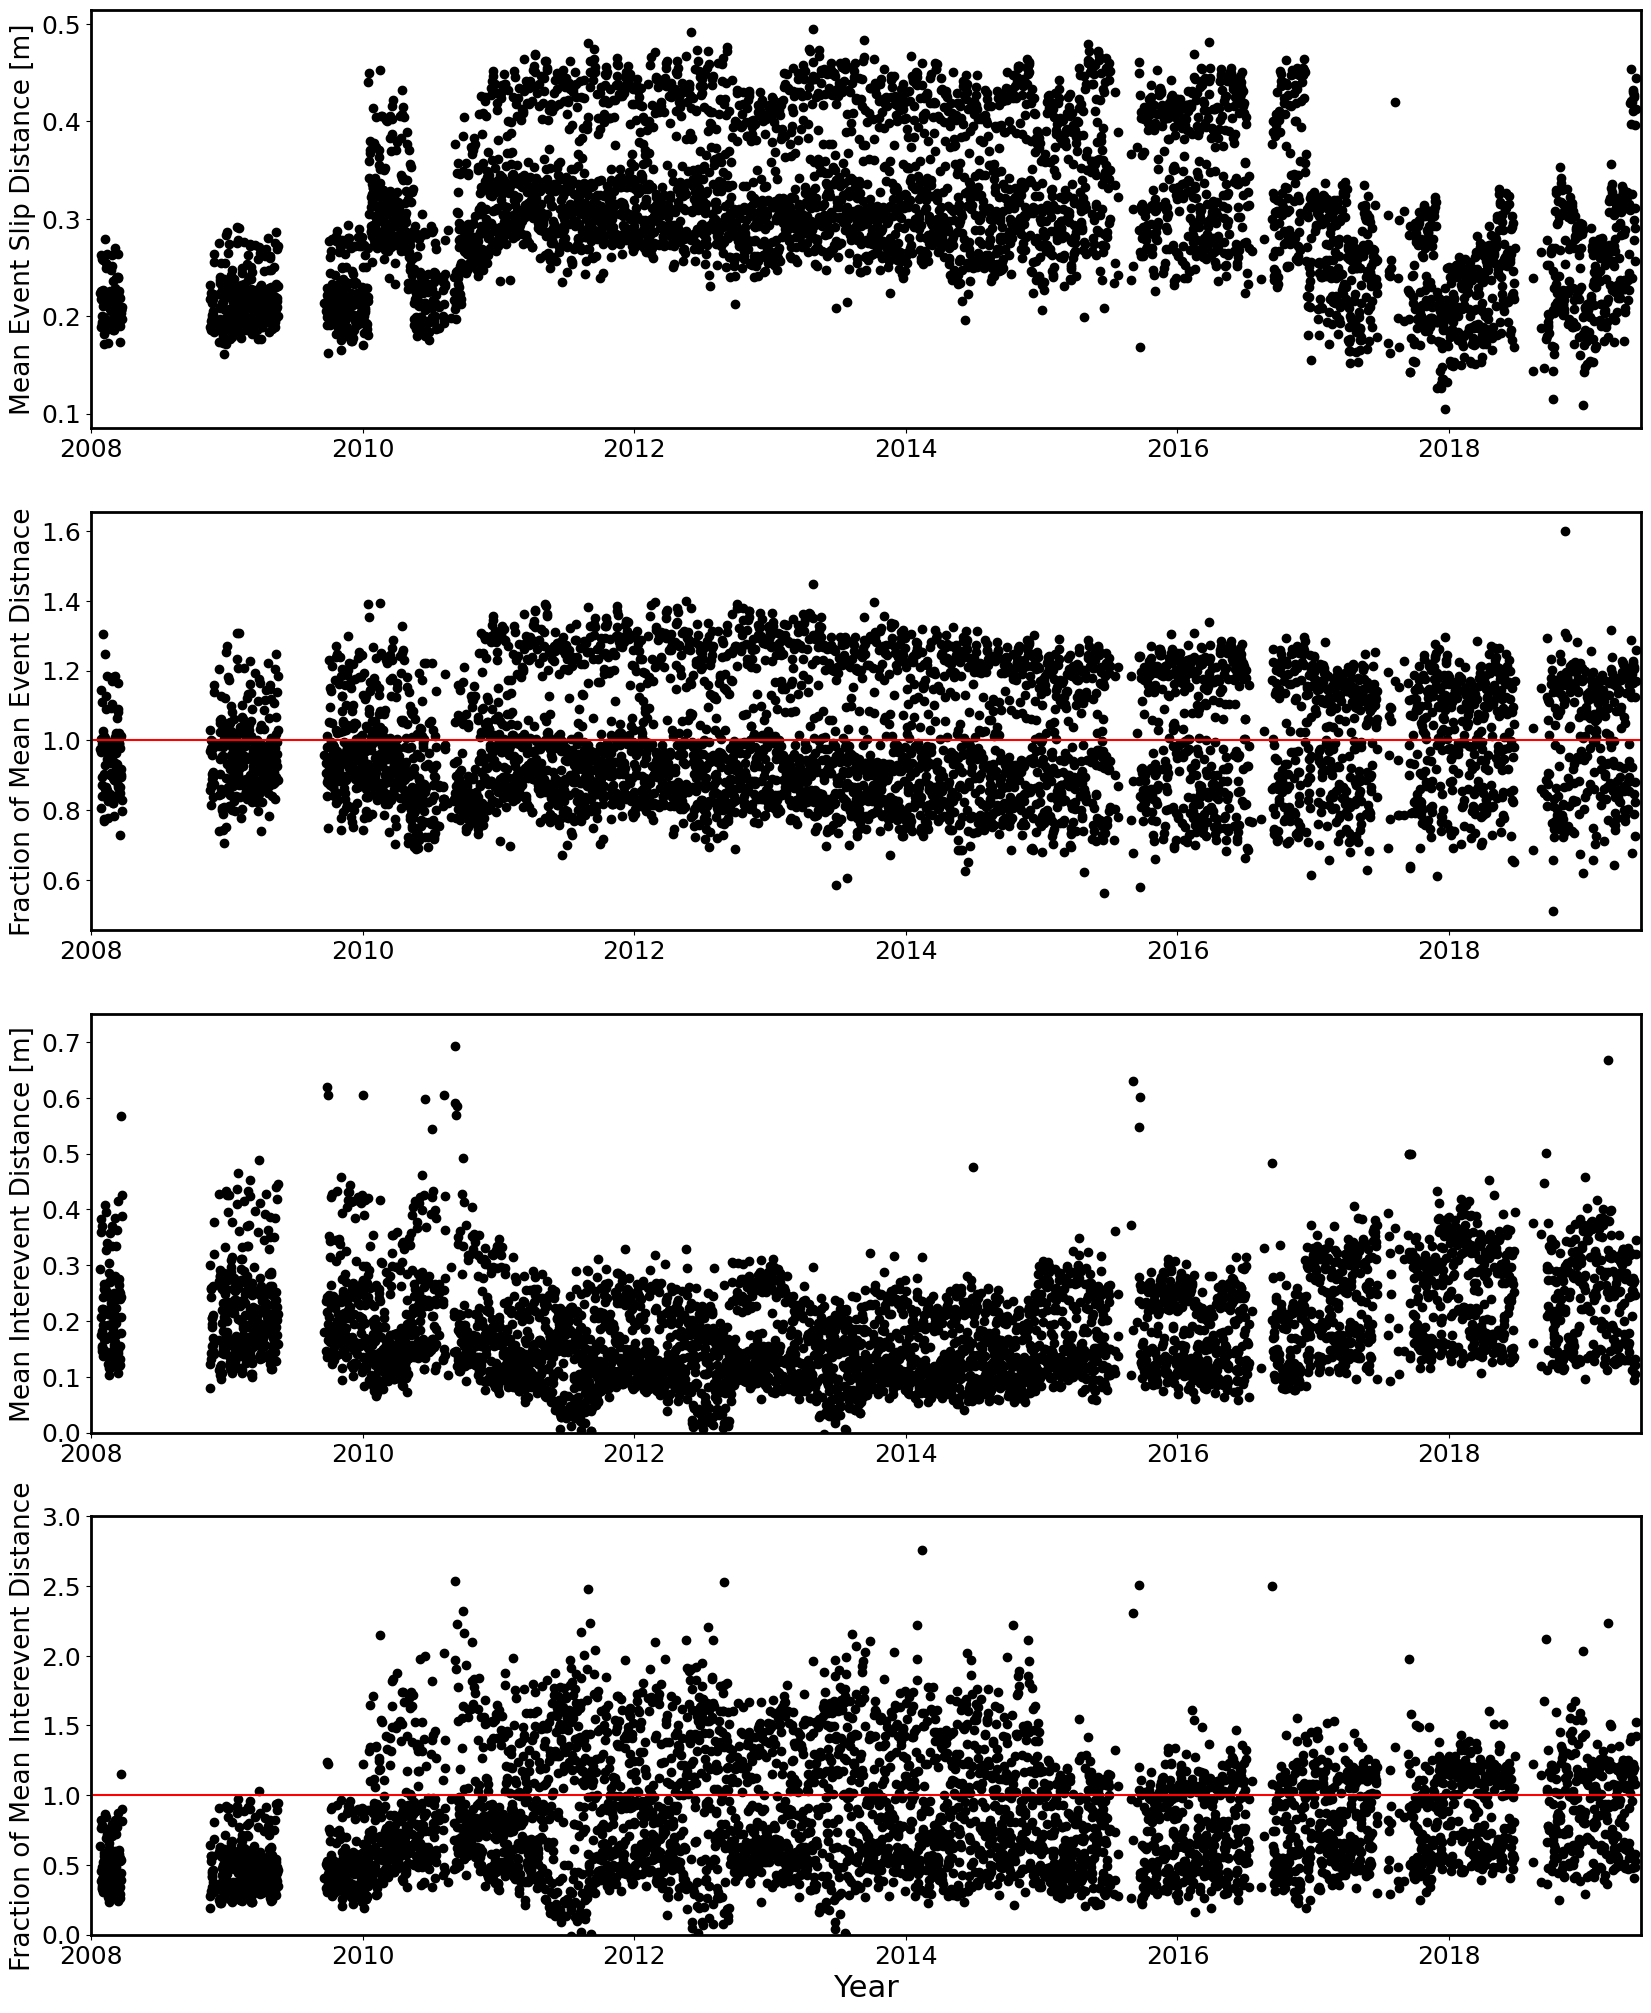 Mean Event Slip Distance [m]
0.5
0.4
0.3
0.2
0.1
2008 2010 2012 2014 2016 2018
Fraction of Mean Event Distnace
1.6
1.4
1.2
1.0
0.8
0.6
2008 2010 2012 2014 2016 2018
Mean Interevent Distance [m]
0.7
0.6
0.5
0.4
0.3
0.2
0.1
0.0
2008 2010 2012 2014 2016 2018
Fraction of Mean Interevent Distance
3.0
2.5
2.0
1.5
1.0
0.5
0.0
2008 2010 2012 2014 2016 2018
Year